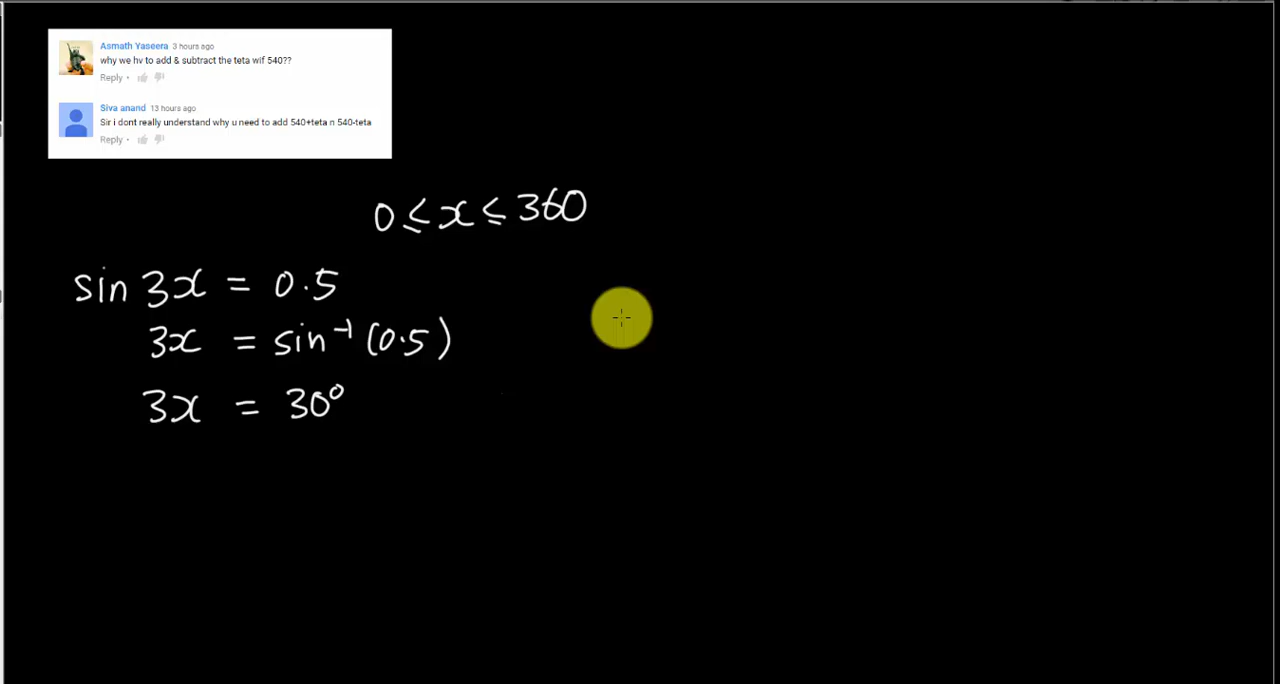 Asmath Yaseera 3 hours ago
why we hv to add & subtract the teta wif 540??
Reply •
Siva anand 13 hours ago
Sir i dont really understand why u need to add 540+teta n 540-teta
Reply •
0 ≤ x ≤ 360
sin 3x = 0.5
3x = sin⁻¹ (0.5)
3x = 30°